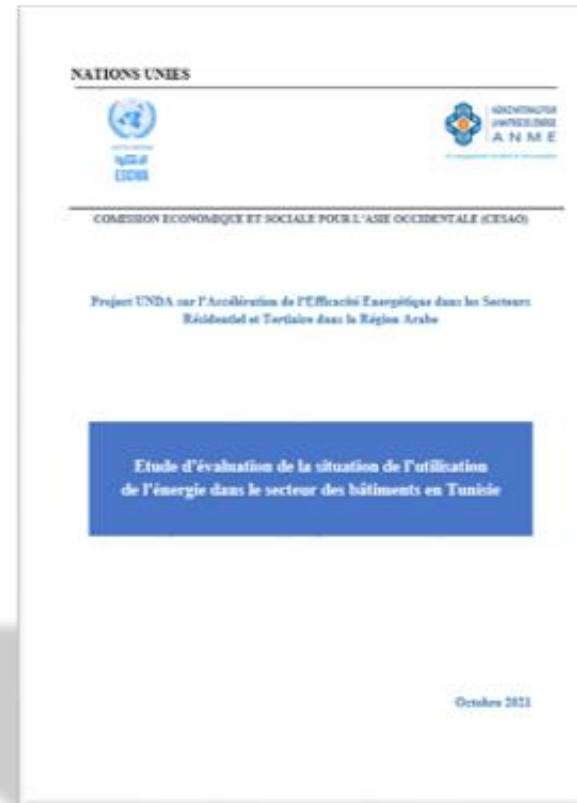 NATIONS UNIES
ESCWA
ANME
COMISSION ECONOMIQUE ET SOCIALE POUR L'ASIE OCCIDENTALE (CESAO)
Project UNDA sur l'Accélération de l'Efficacité Energétique dans les Secteurs
Résidentiel et Tertiaire dans la Région Arabe
Etude d'évaluation de la situation de l'utilisation
de l'énergie dans le secteur des bâtiments en Tunisie
Octobre 2021